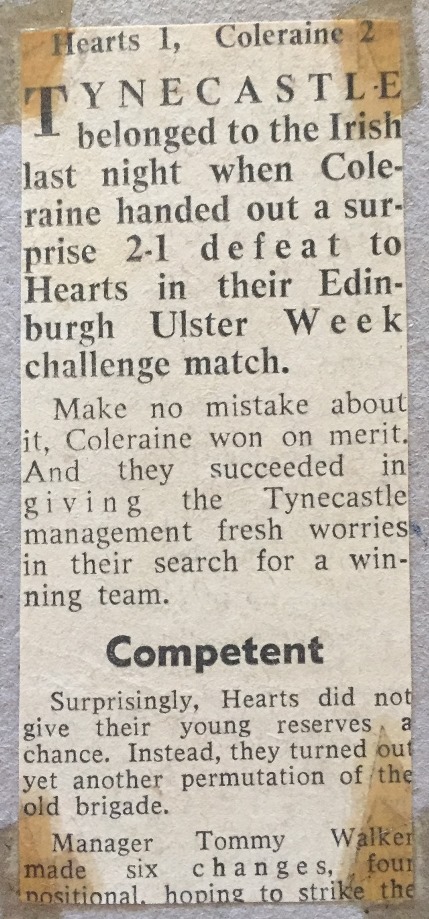 Hearts 1, Coleraine 2
TYNECASTLE
belonged to the Irish
last night when Cole-
raine handed out a sur-
prise 2-1 defeat to
Hearts in their Edin-
burgh Ulster Week
challenge match.
Make no mistake about
it, Coleraine won on merit.
And they succeeded in
giving the Tynecastle
management fresh worries
in their search for a win-
ning team.
Competent
Surprisingly, Hearts did not
give their young reserves a
chance. Instead, they turned out
yet another permutation of the
old brigade.
Manager Tommy Walker
made six changes, four
positional, hoping to strike the